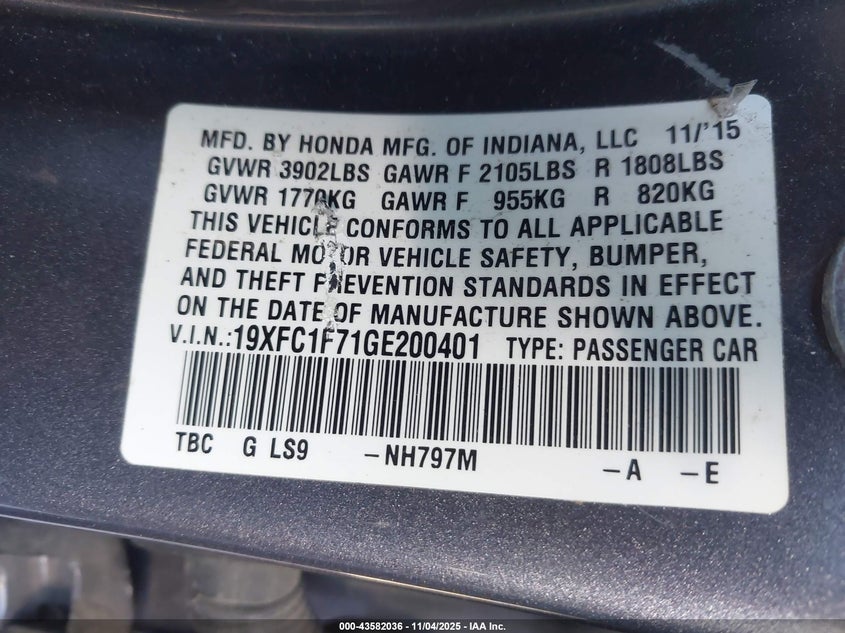 MFD. BY HONDA MFG. OF INDIANA, LLC 11/'15
GVWR 3902LBS GAWR F 2105LBS R 1808LBS
GVWR 1770KG GAWR F 955KG R 820KG
THIS VEHICLE CONFORMS TO ALL APPLICABLE
FEDERAL MOTOR VEHICLE SAFETY, BUMPER,
AND THEFT PREVENTION STANDARDS IN EFFECT
ON THE DATE OF MANUFACTURE SHOWN ABOVE.
V.I.N.:19XFC1F71GE200401 TYPE: PASSENGER CAR
TBC G LS9 -NH797M -A -E
000-43582036 - 11/04/2025 - IAA Inc.